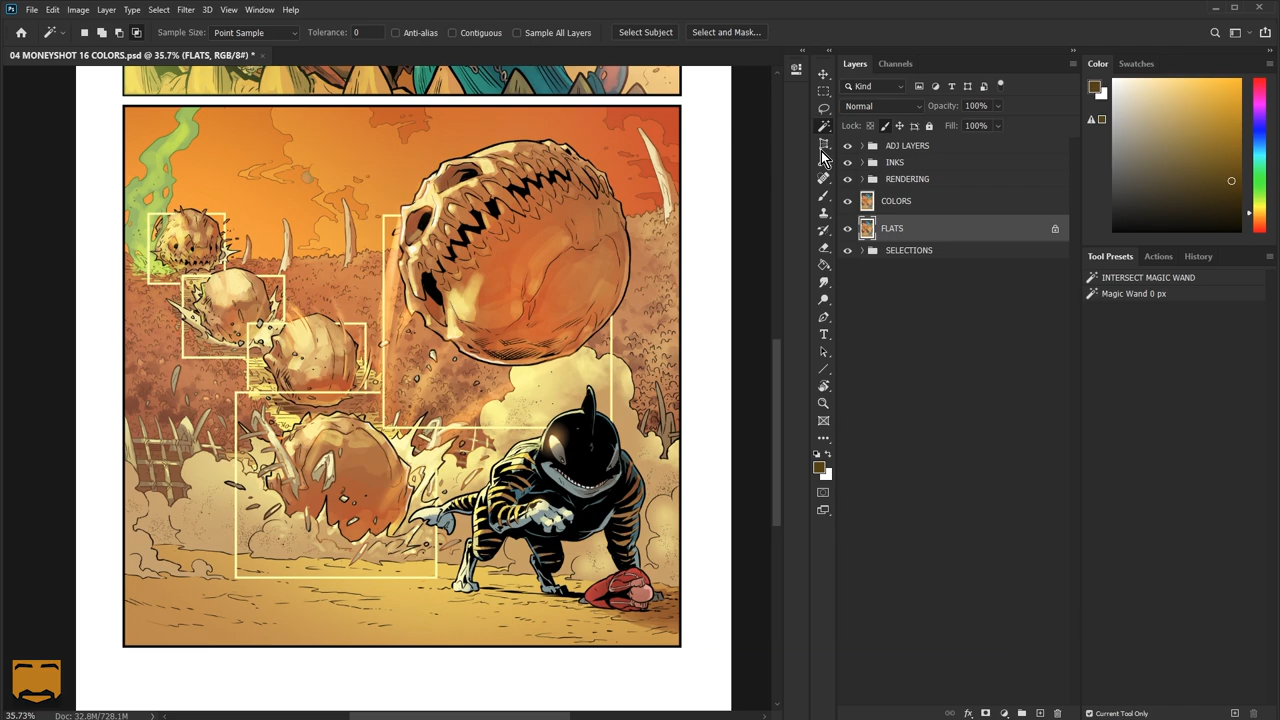 Ps File Edit Image Layer Type Select Filter 3D View Window Help
Sample Size: Point Sample Tolerance: 0 Anti-alias Contiguous Sample All Layers Select Subject Select and Mask...
04 MONEYSHOT 16 COLORS.psd @ 35.7% (FLATS, RGB/8#) *
Layers Channels
Kind
Normal Opacity: 100%
Lock: Fill: 100%
ADJ LAYERS
INKS
RENDERING
COLORS
FLATS
SELECTIONS
Color Swatches
Tool Presets Actions History
INTERSECT MAGIC WAND
Magic Wand 0 px
35.73% Doc: 32.8M/728.1M
Current Tool Only